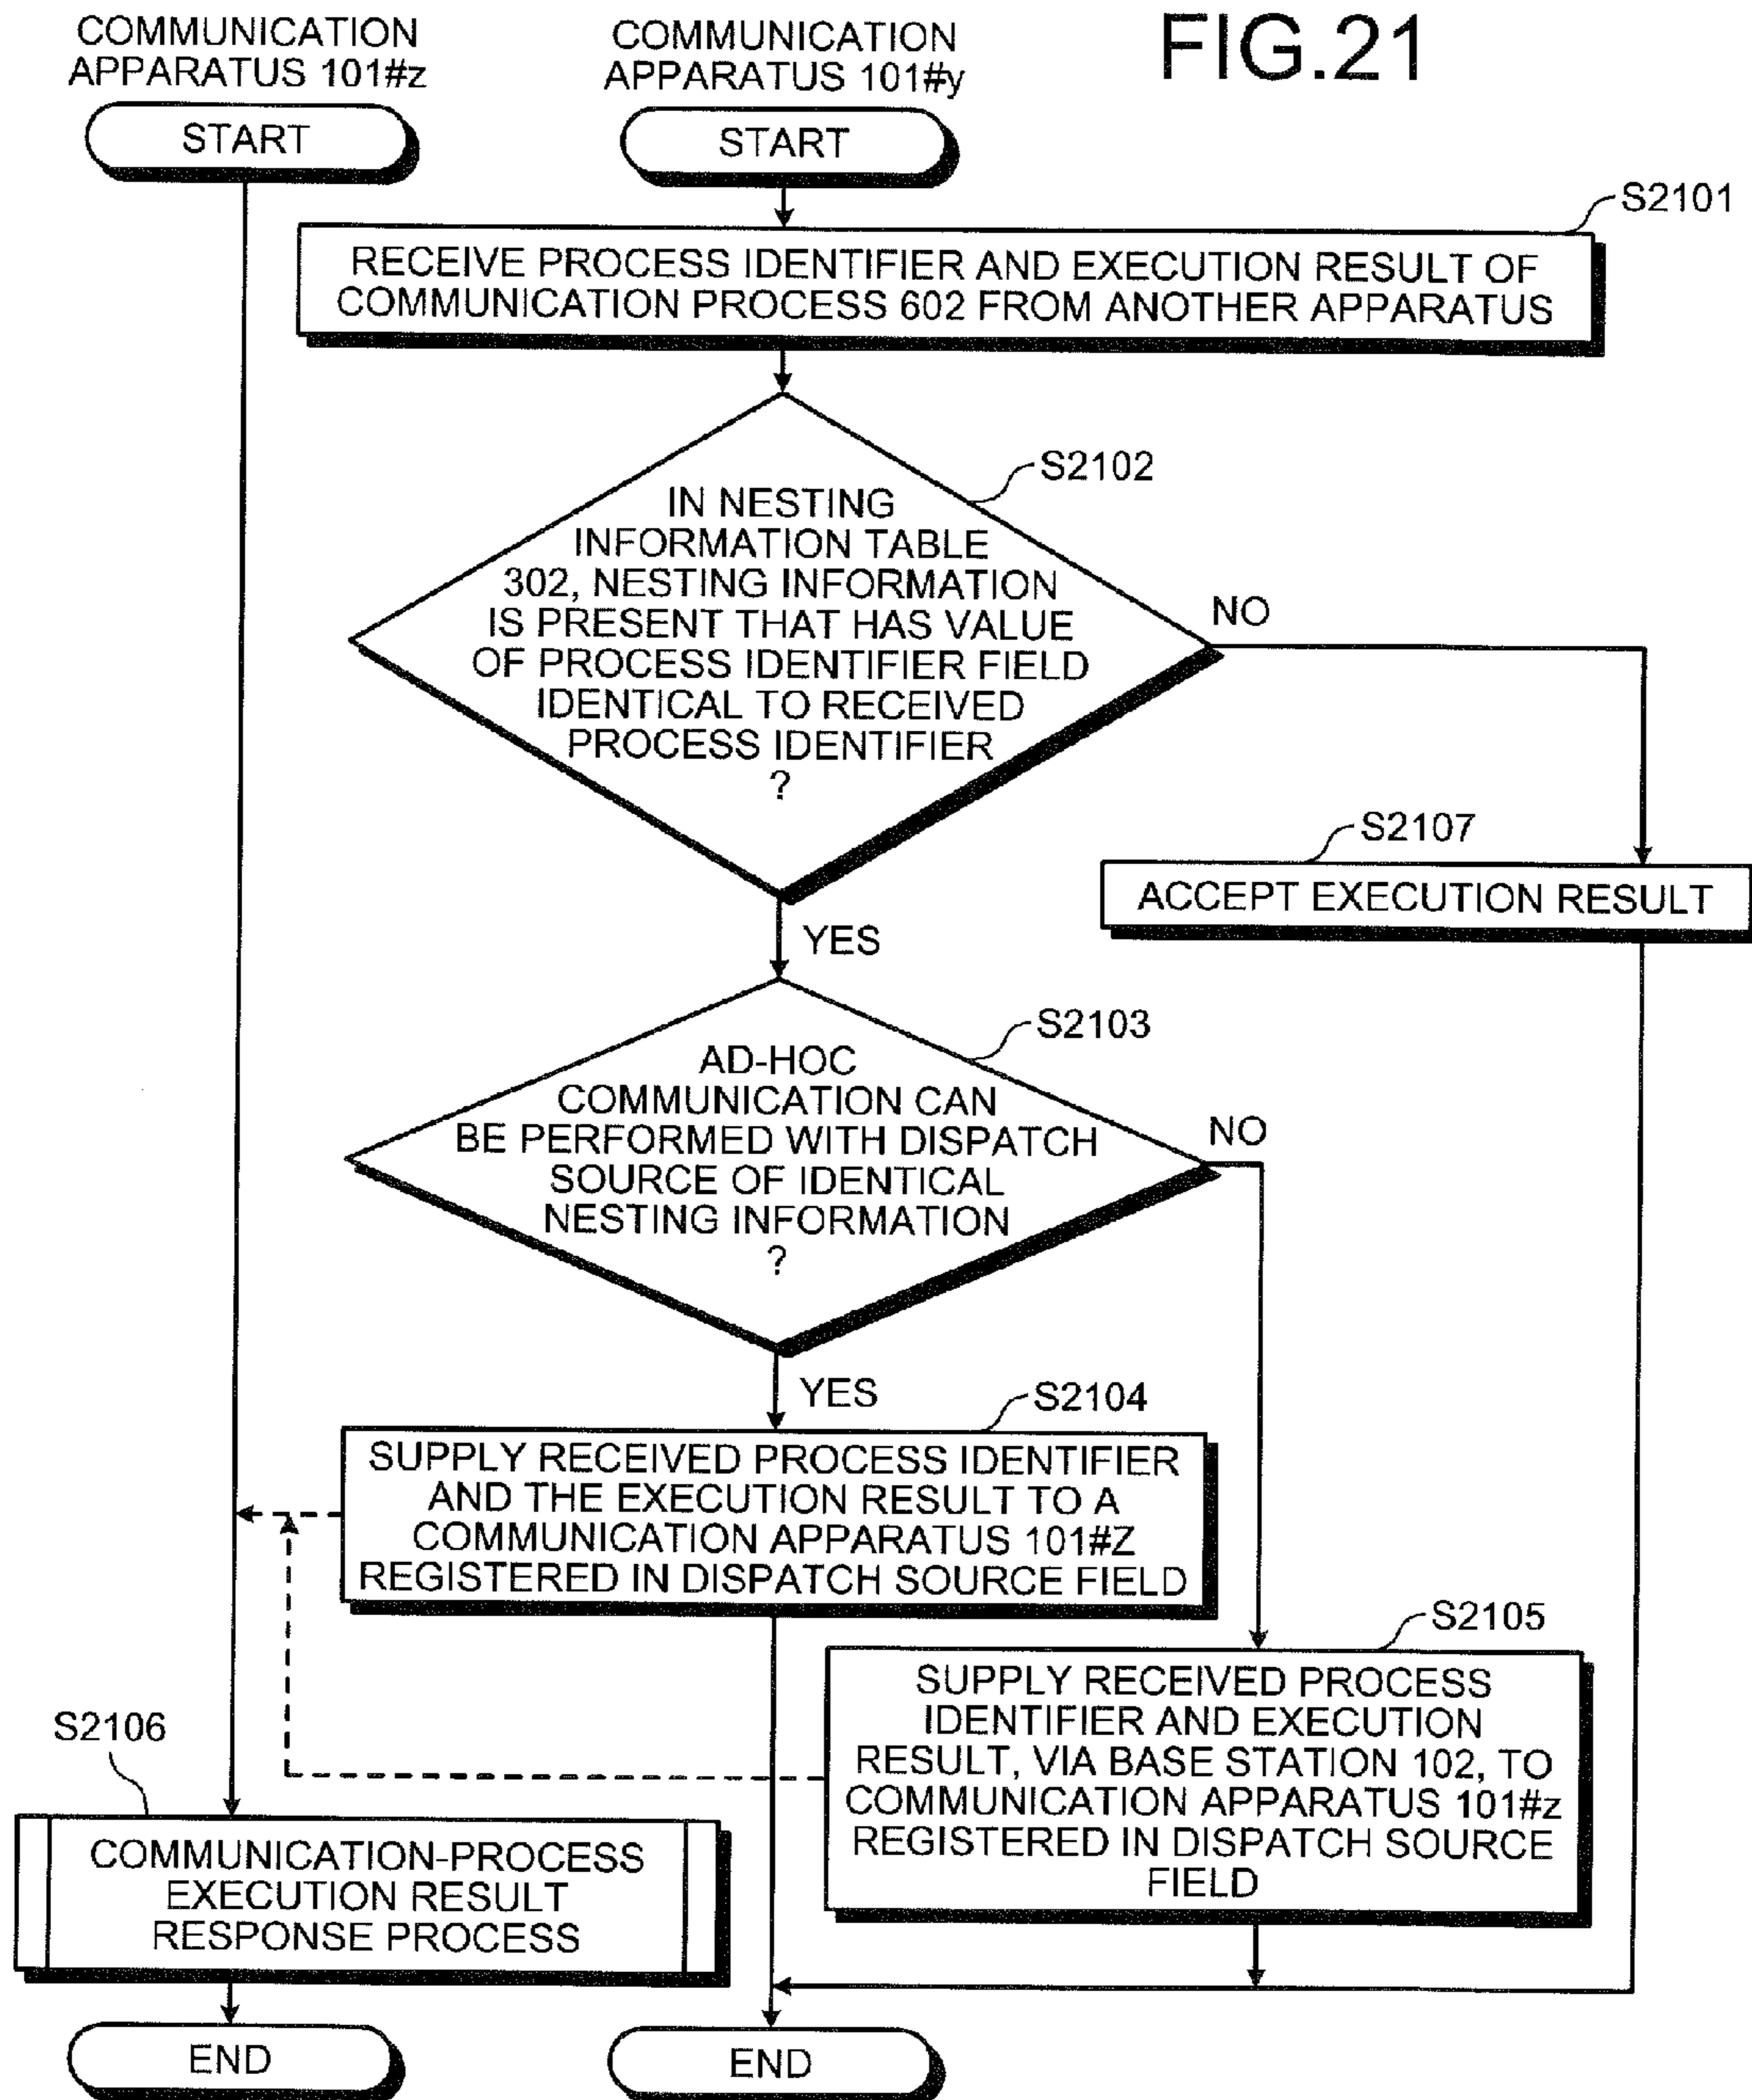 FIG.21
COMMUNICATION
APPARATUS 101#z
COMMUNICATION
APPARATUS 101#y
START
START
S2101
RECEIVE PROCESS IDENTIFIER AND EXECUTION RESULT OF
COMMUNICATION PROCESS 602 FROM ANOTHER APPARATUS
S2102
IN NESTING
INFORMATION TABLE
302, NESTING INFORMATION
IS PRESENT THAT HAS VALUE
OF PROCESS IDENTIFIER FIELD
IDENTICAL TO RECEIVED
PROCESS IDENTIFIER
?
NO
YES
S2107
ACCEPT EXECUTION RESULT
S2103
AD-HOC
COMMUNICATION CAN
BE PERFORMED WITH DISPATCH
SOURCE OF IDENTICAL
NESTING INFORMATION
?
NO
YES
S2104
SUPPLY RECEIVED PROCESS IDENTIFIER
AND THE EXECUTION RESULT TO A
COMMUNICATION APPARATUS 101#Z
REGISTERED IN DISPATCH SOURCE FIELD
S2105
SUPPLY RECEIVED PROCESS
IDENTIFIER AND EXECUTION
RESULT, VIA BASE STATION 102, TO
COMMUNICATION APPARATUS 101#z
REGISTERED IN DISPATCH SOURCE
FIELD
S2106
COMMUNICATION-PROCESS
EXECUTION RESULT
RESPONSE PROCESS
END
END